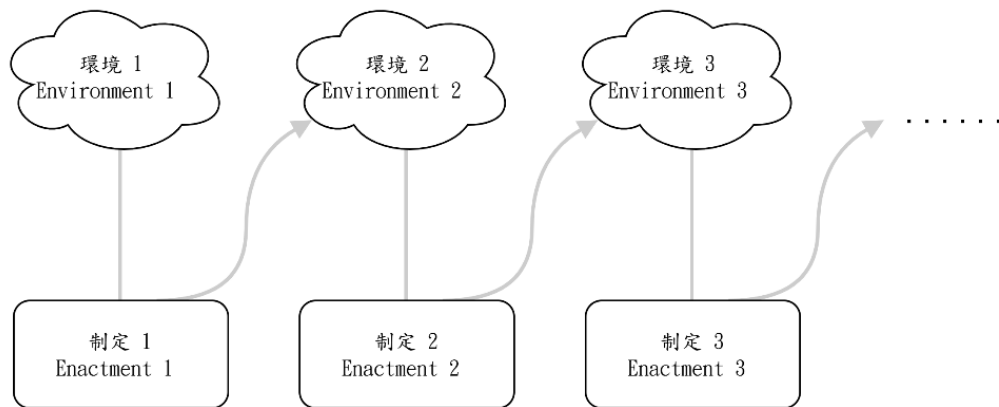 環境 1
Environment 1
環境 2
Environment 2
環境 3
Environment 3
......
制定 1
Enactment 1
制定 2
Enactment 2
制定 3
Enactment 3